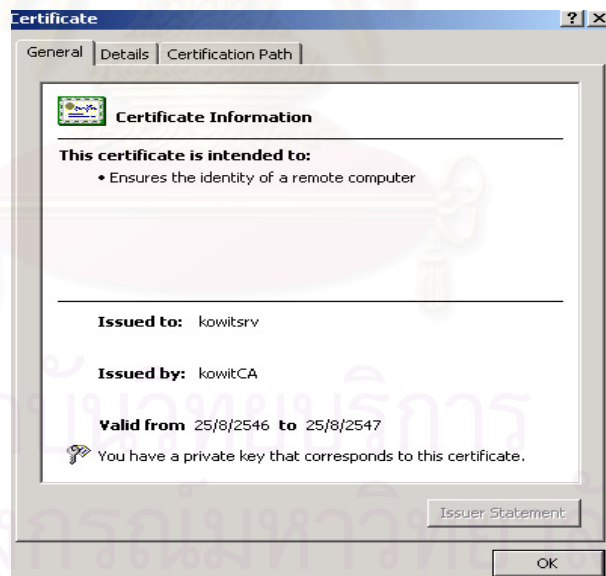 Certificate
General Details Certification Path
Certificate Information
This certificate is intended to:
• Ensures the identity of a remote computer
Issued to: kowitsrv
Issued by: kowitCA
Valid from 25/8/2546 to 25/8/2547
You have a private key that corresponds to this certificate.
Issuer Statement
OK